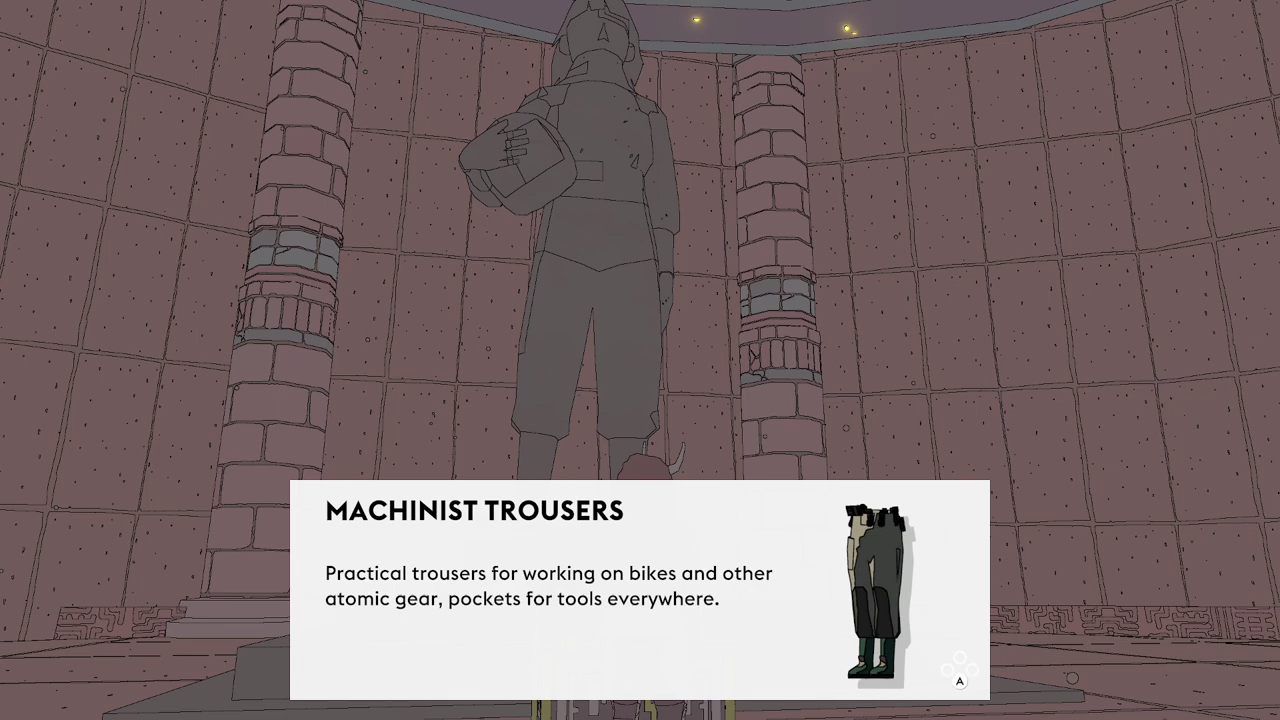 MACHINIST TROUSERS
Practical trousers for working on bikes and other
atomic gear, pockets for tools everywhere.
A